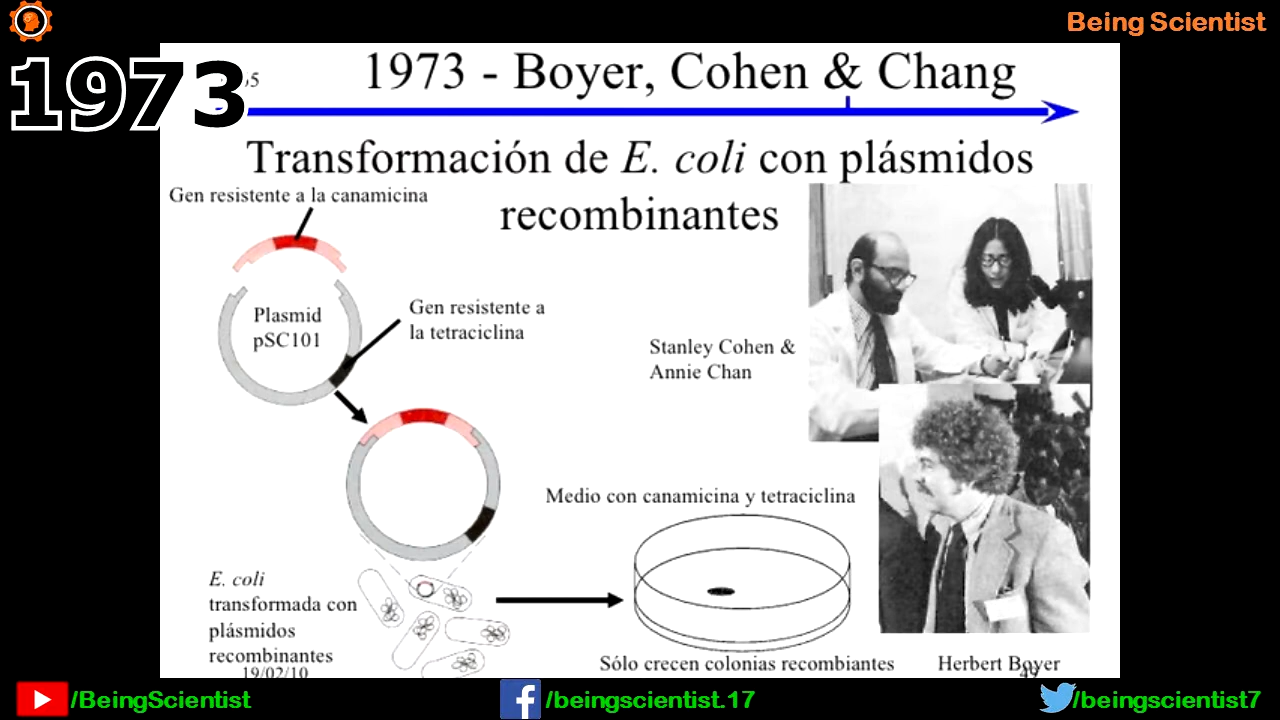 Being Scientist
1973
1973 - Boyer, Cohen & Chang
Transformación de E. coli con plásmidos
recombinantes
Gen resistente a la canamicina
Plasmid
pSC101
Gen resistente a
la tetraciclina
Stanley Cohen &
Annie Chan
Medio con canamicina y tetraciclina
E. coli
transformada con
plásmidos
recombinantes
19/02/10
Sólo crecen colonias recombiantes
Herbert Boyer
/BeingScientist
/beingscientist.17
/beingscientist7